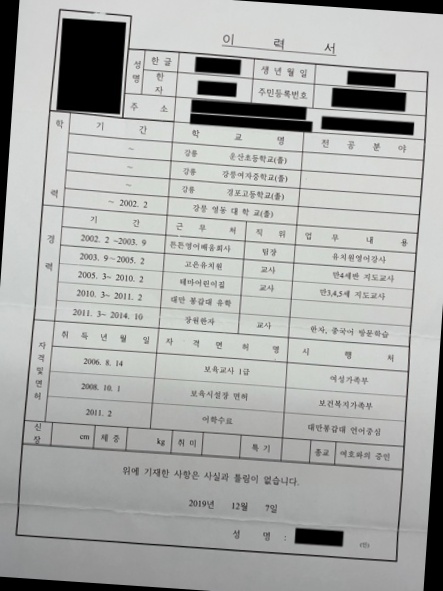 이 력 서
성 명 한 글 생 년 월 일
한 자 주민등록번호
주 소
학 력 기 간 학 교 명 전 공 분 야
~ 강릉 운산초등학교(졸)
~ 강릉 강릉여자중학교(졸)
~ 강릉 경포고등학교(졸)
~ 2002. 2 강릉 영동 대 학 교(졸)
경 력 기 간 근 무 처 직 위 업 무 내 용
2002. 2 ~2003. 9 튼튼영어배움회사 팀장 유치원영어강사
2003. 9~2005. 2 고은유치원 교사 만4세반 지도교사
2005. 3~ 2010. 2 테마어린이집 교사 만3,4,5세 지도교사
2010. 3~ 2011. 2 대만 봉갑대 유학
2011. 3~ 2014. 10 장원한자 교사 한자, 중국어 방문학습
자 격 및 면 허 취 득 년 월 일 자 격 면 허 명 시 행 처
2006. 8. 14 보육교사 1급 여성가족부
2008. 10. 1 보육시설장 면허 보건복지가족부
2011. 2 어학수료 대만봉갑대 언어중심
신 장 cm 체 중 kg 취 미 특 기 종교 여호와의 증인
위에 기재한 사항은 사실과 틀림이 없습니다.
2019년 12월 7일
성 명 : (인)